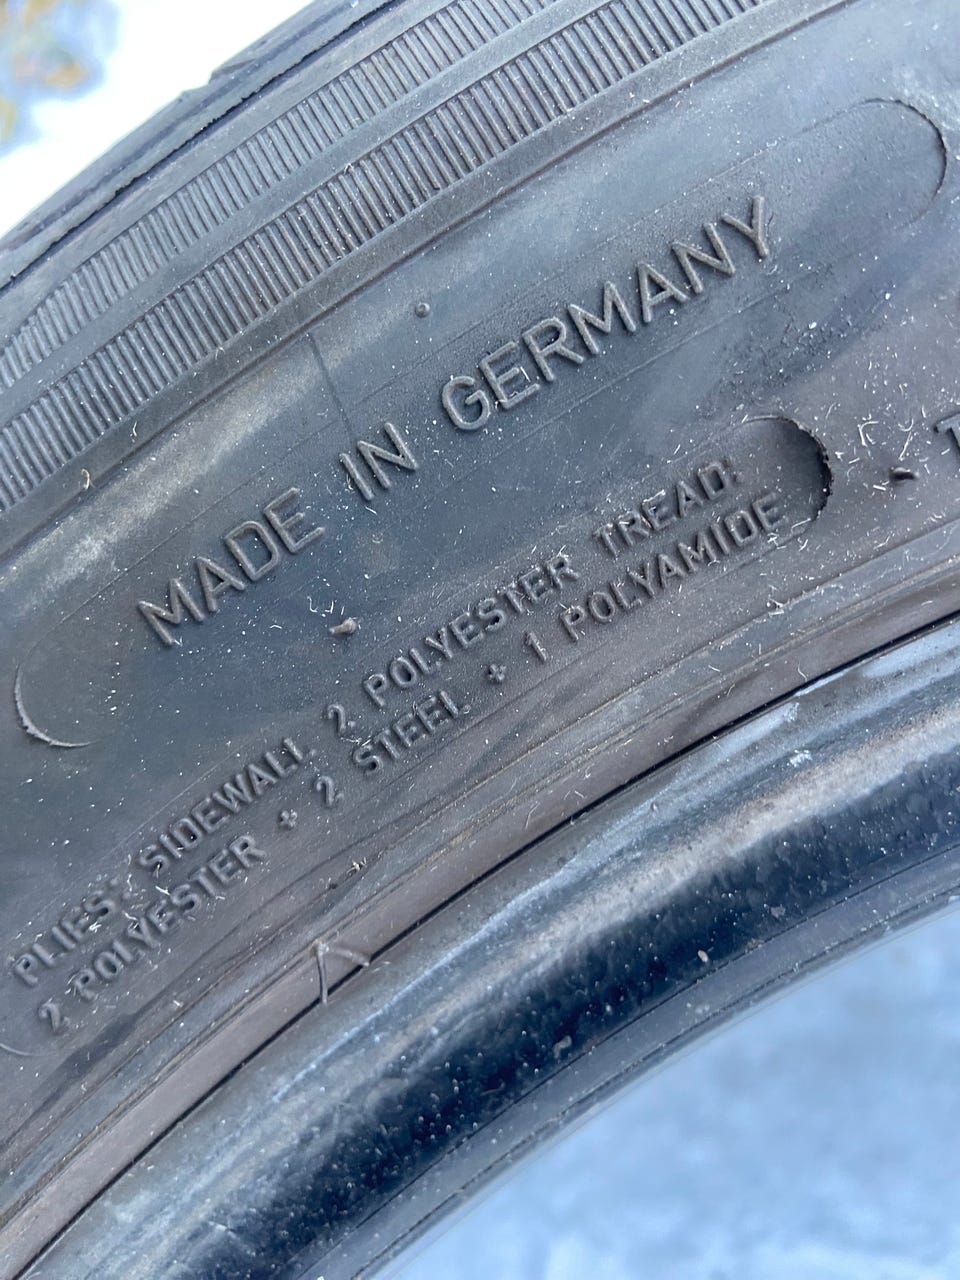 MADE IN GERMANY
PLIES: SIDEWALL 2 POLYESTER TREAD:
2 POLYESTER + 2 STEEL + 1 POLYAMIDE
T